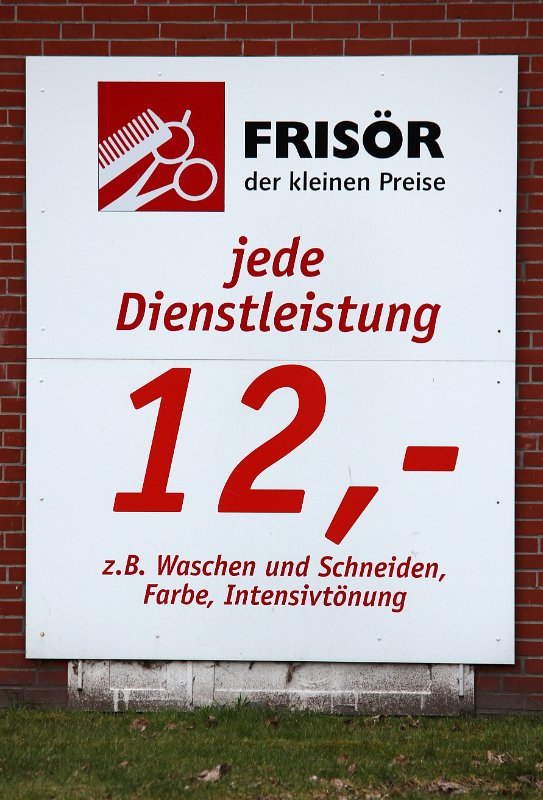 FRISÖR
der kleinen Preise
jede
Dienstleistung
12,-
z.B. Waschen und Schneiden,
Farbe, Intensivtönung